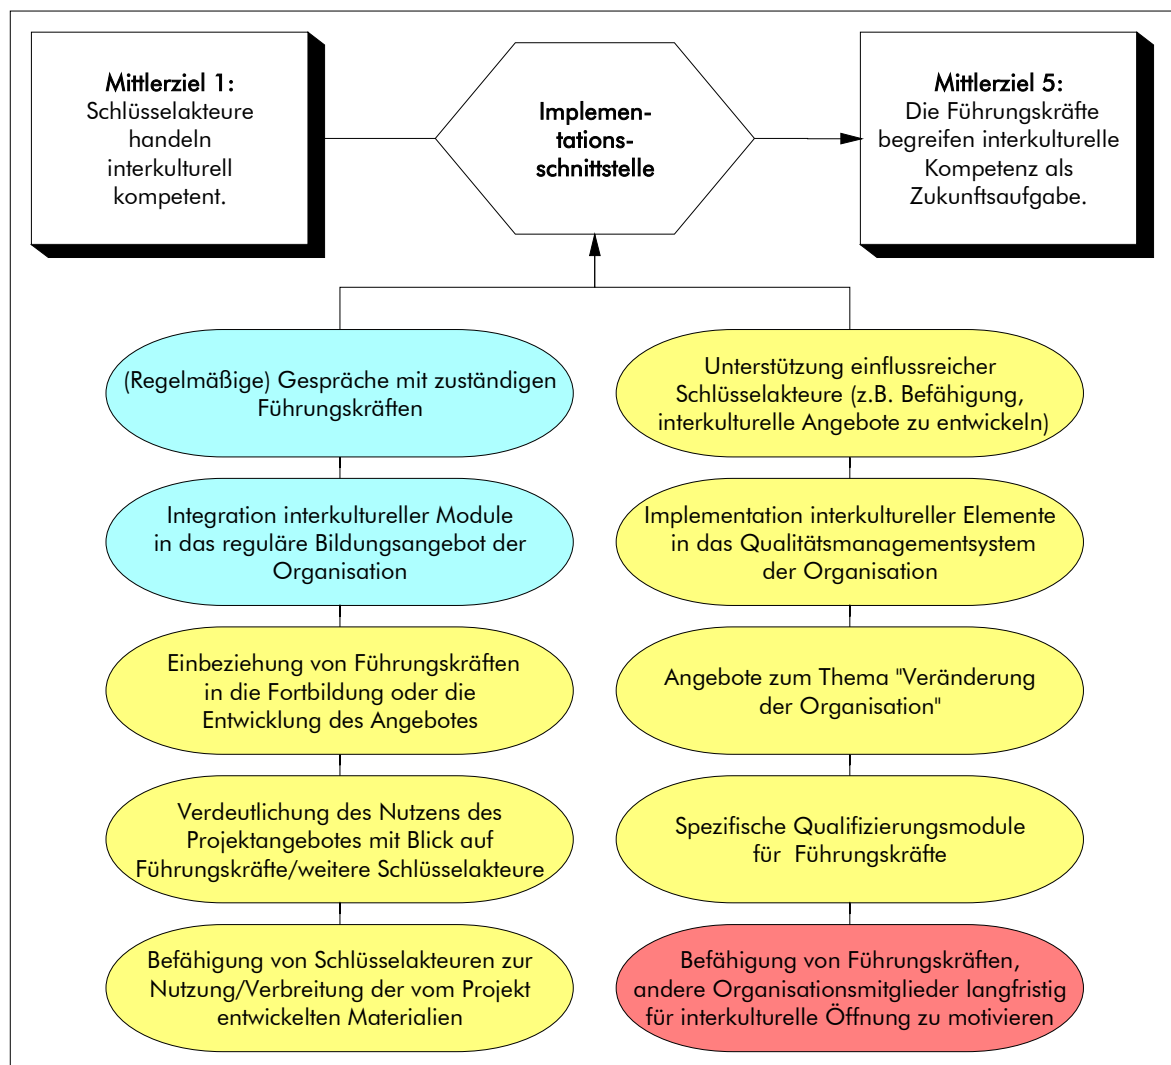 Mittlerziel 1:
Schlüsselakteure
handeln
interkulturell
kompetent.
Implemen-
tations-
schnittstelle
Mittlerziel 5:
Die Führungskräfte
begreifen interkulturelle
Kompetenz als
Zukunftsaufgabe.
(Regelmäßige) Gespräche mit zuständigen
Führungskräften
Integration interkultureller Module
in das reguläre Bildungsangebot der
Organisation
Einbeziehung von Führungskräften
in die Fortbildung oder die
Entwicklung des Angebotes
Verdeutlichung des Nutzens des
Projektangebotes mit Blick auf
Führungskräfte/weitere Schlüsselakteure
Befähigung von Schlüsselakteuren zur
Nutzung/Verbreitung der vom Projekt
entwickelten Materialien
Unterstützung einflussreicher
Schlüsselakteure (z.B. Befähigung,
interkulturelle Angebote zu entwickeln)
Implementation interkultureller Elemente
in das Qualitätsmanagementsystem
der Organisation
Angebote zum Thema "Veränderung
der Organisation"
Spezifische Qualifizierungsmodule
für Führungskräfte
Befähigung von Führungskräften,
andere Organisationsmitglieder langfristig
für interkulturelle Öffnung zu motivieren